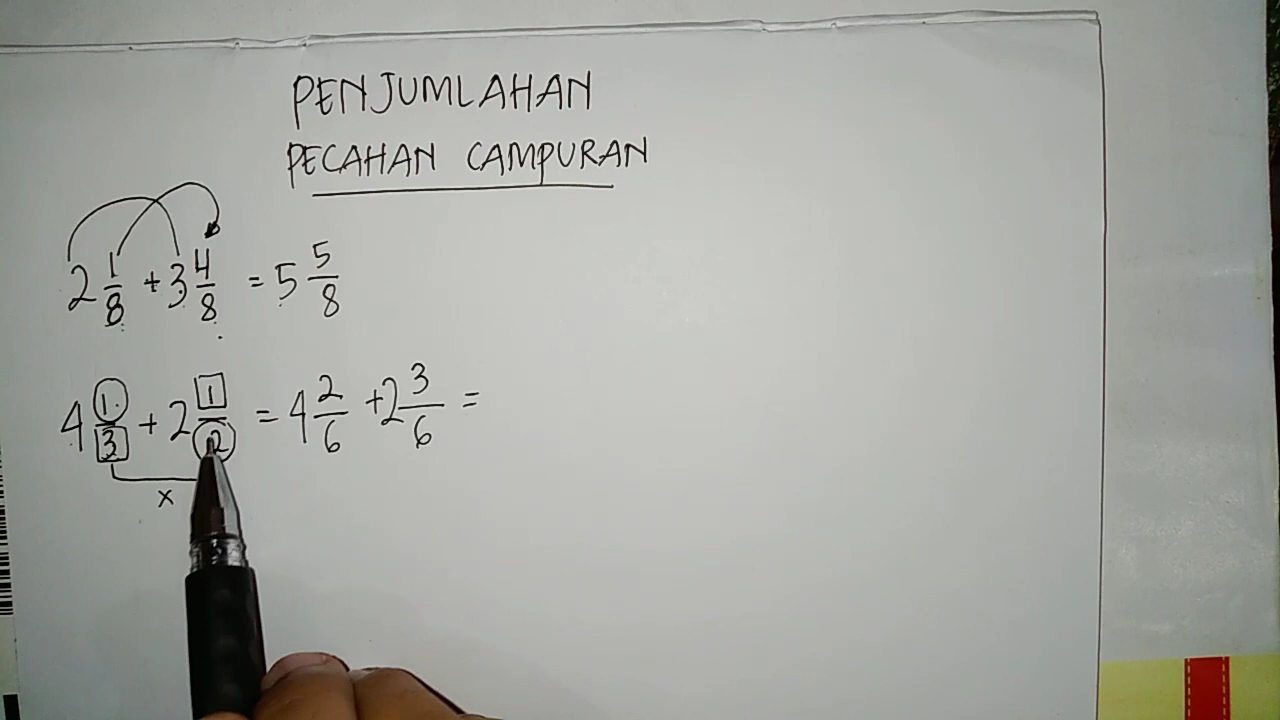 PENJUMLAHAN
PECAHAN CAMPURAN
2 1/8 + 3 4/8 = 5 5/8
4 1/3 + 2 1/2 = 4 2/6 + 2 3/6 =
x